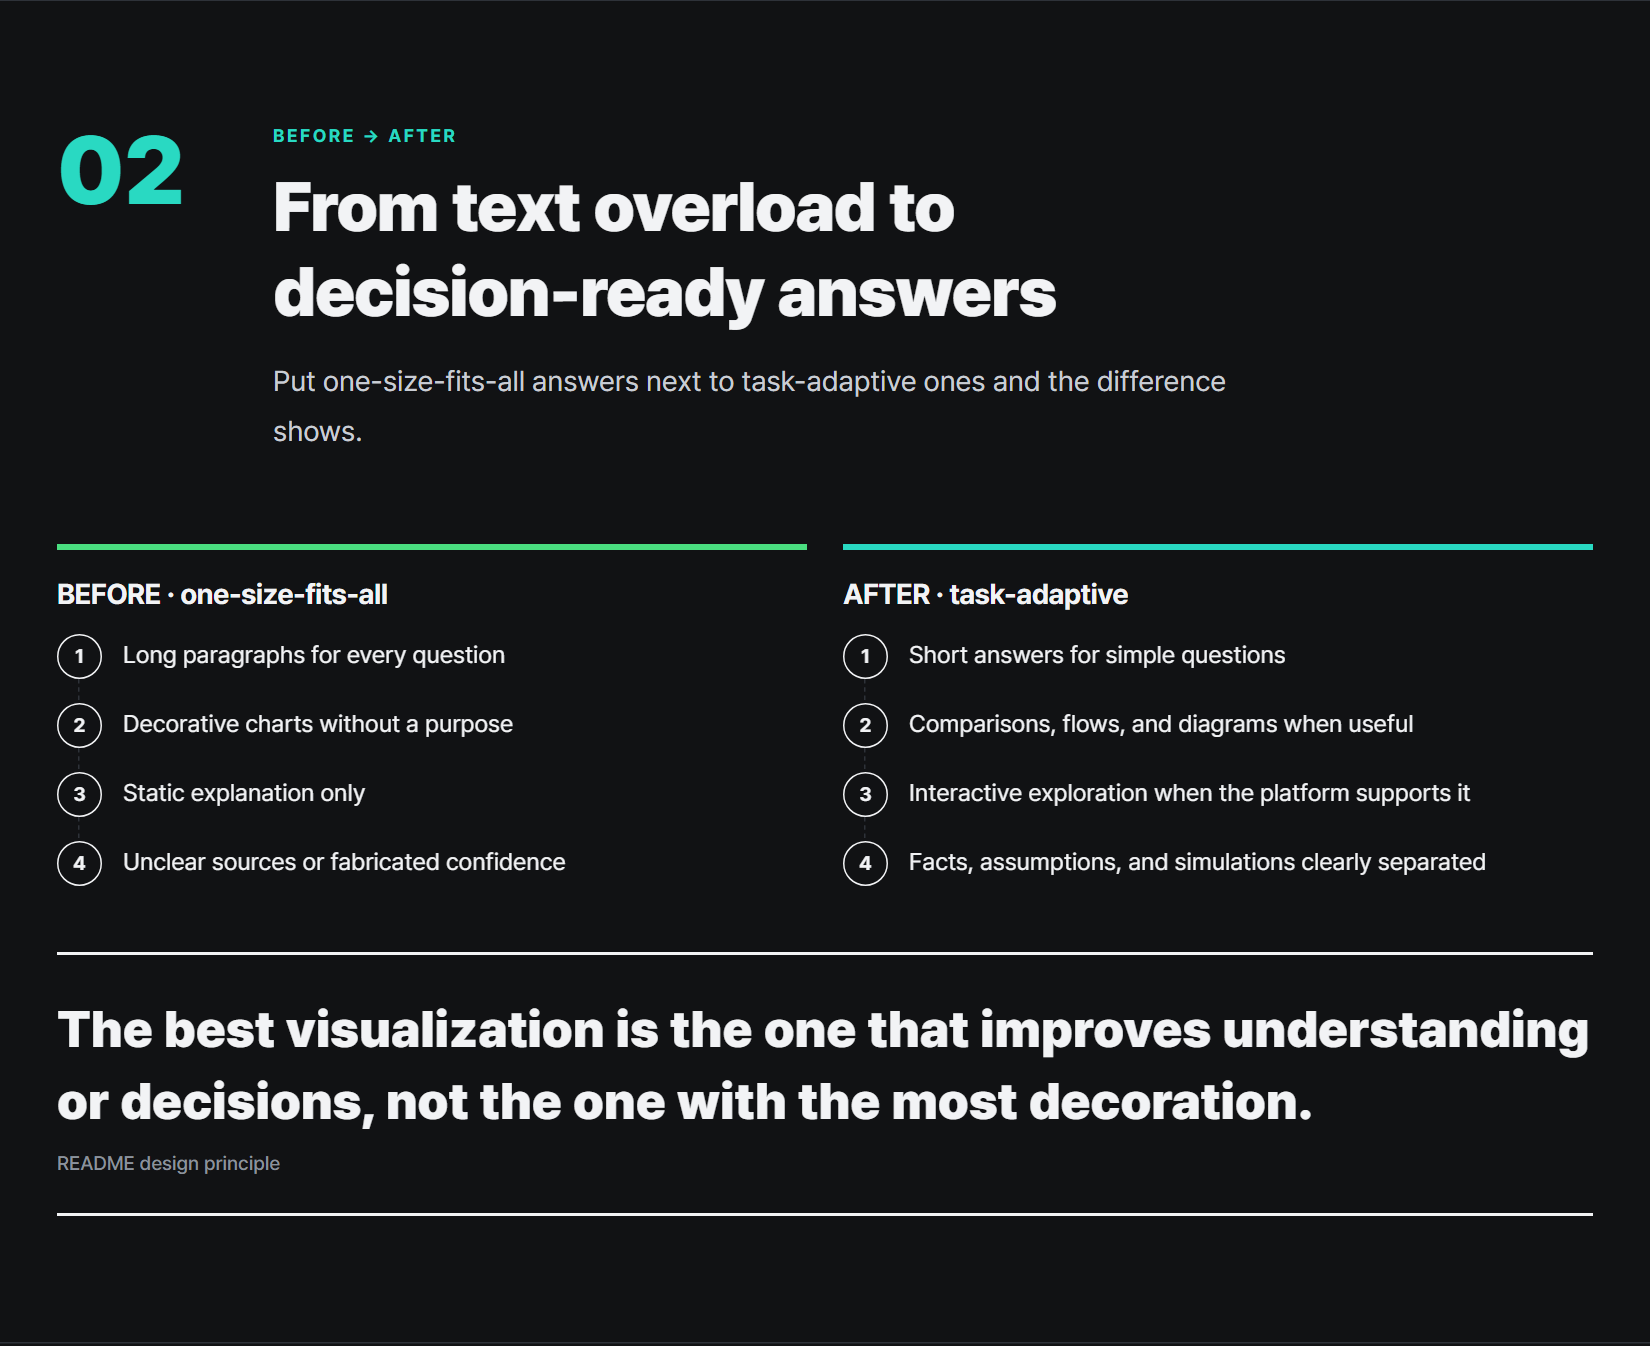 02
BEFORE → AFTER
From text overload to
decision-ready answers
Put one-size-fits-all answers next to task-adaptive ones and the difference
shows.
BEFORE · one-size-fits-all
1 Long paragraphs for every question
2 Decorative charts without a purpose
3 Static explanation only
4 Unclear sources or fabricated confidence
AFTER · task-adaptive
1 Short answers for simple questions
2 Comparisons, flows, and diagrams when useful
3 Interactive exploration when the platform supports it
4 Facts, assumptions, and simulations clearly separated
The best visualization is the one that improves understanding
or decisions, not the one with the most decoration.
README design principle